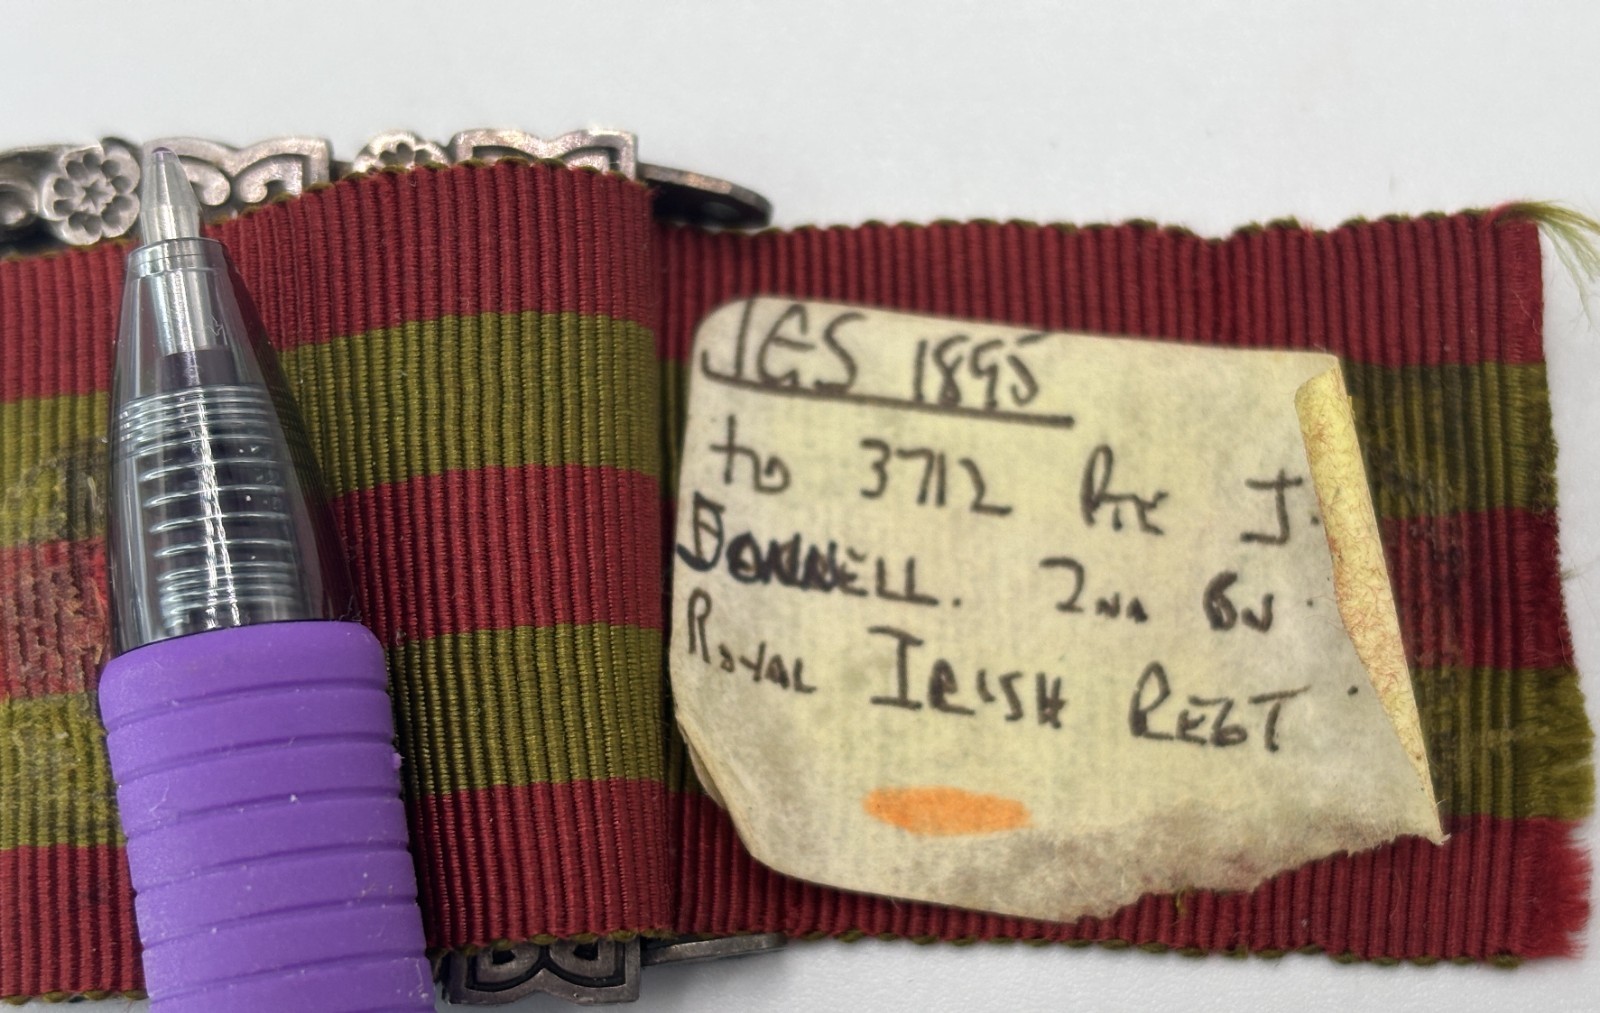 IGS 1895
to 3712 PTE J.
DONNELL. 2ND BN.
ROYAL IRISH REGT.